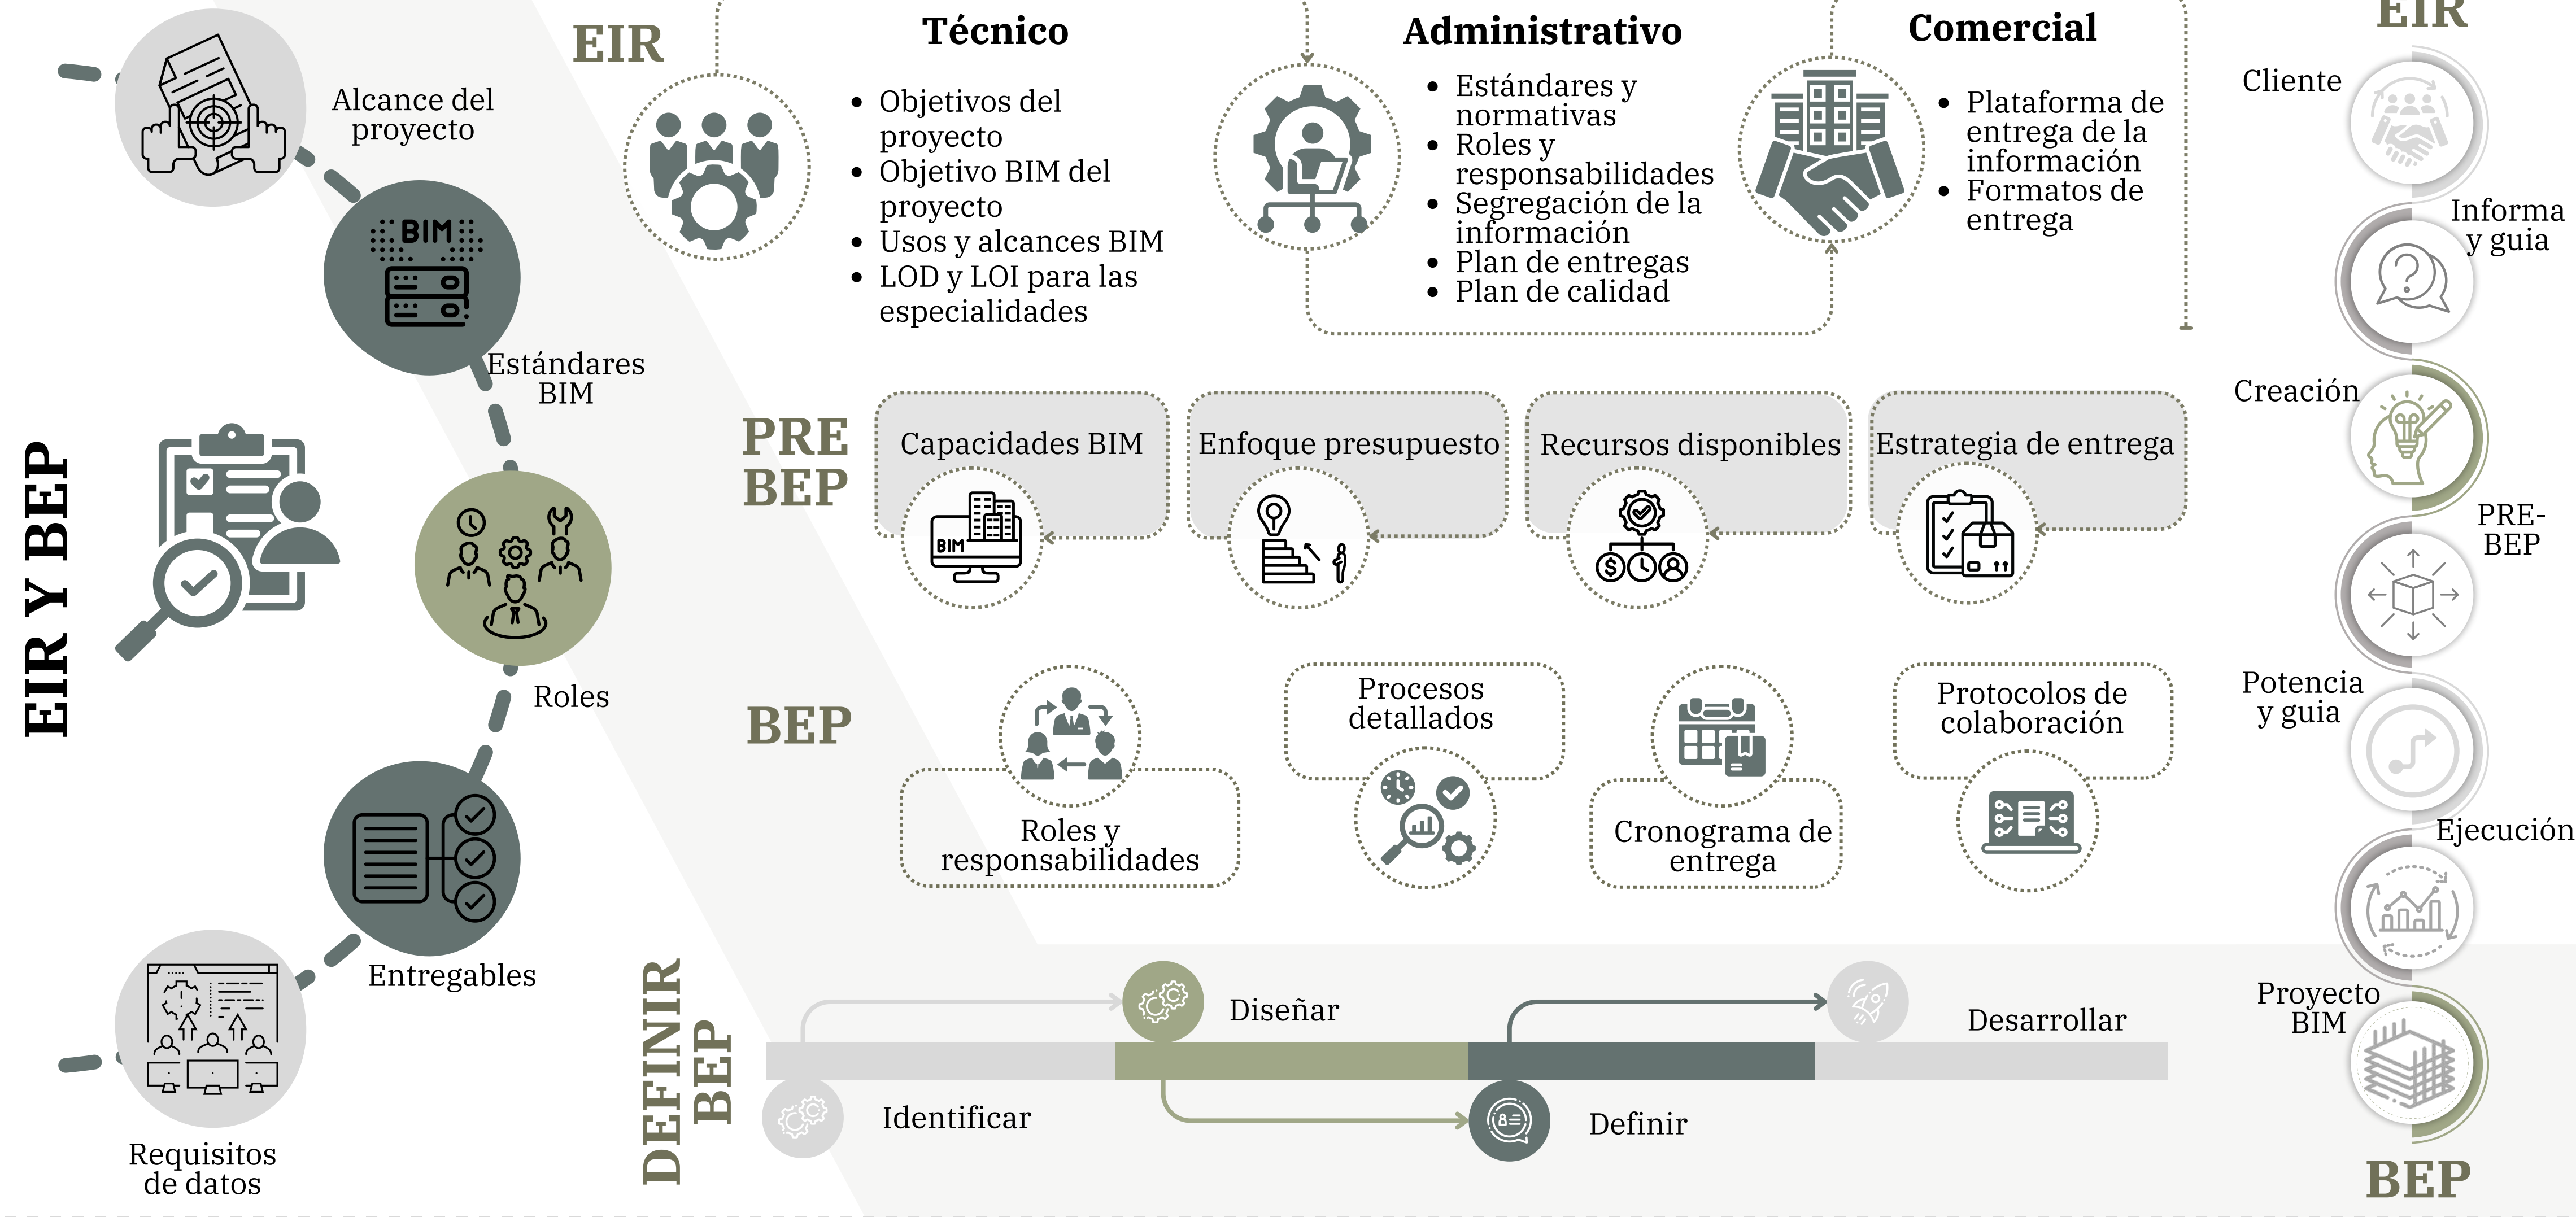 EIR Y BEP
Alcance del
proyecto
BIM
Estándares
BIM
Roles
Entregables
Requisitos
de datos
EIR
Técnico
• Objetivos del
proyecto
• Objetivo BIM del
proyecto
• Usos y alcances BIM
• LOD y LOI para las
especialidades
Administrativo
• Estándares y
normativas
• Roles y
responsabilidades
• Segregación de la
información
• Plan de entregas
• Plan de calidad
Comercial
• Plataforma de
entrega de la
información
• Formatos de
entrega
PRE
BEP
Capacidades BIM
BIM
Enfoque presupuesto
Recursos disponibles
Estrategia de entrega
BEP
Roles y
responsabilidades
Procesos
detallados
Cronograma de
entrega
Protocolos de
colaboración
DEFINIR
BEP
Identificar
Diseñar
Definir
Desarrollar
EIR
Cliente
Informa
y guia
Creación
PRE-
BEP
Potencia
y guia
Ejecución
Proyecto
BIM
BEP